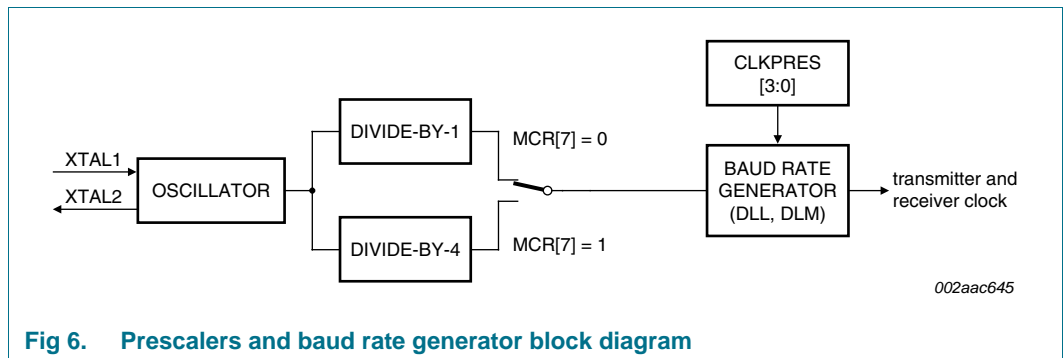 XTAL1
XTAL2
OSCILLATOR
DIVIDE-BY-1
DIVIDE-BY-4
MCR[7] = 0
MCR[7] = 1
CLKPRES
[3:0]
BAUD RATE
GENERATOR
(DLL, DLM)
transmitter and
receiver clock
002aac645
Fig 6. Prescalers and baud rate generator block diagram